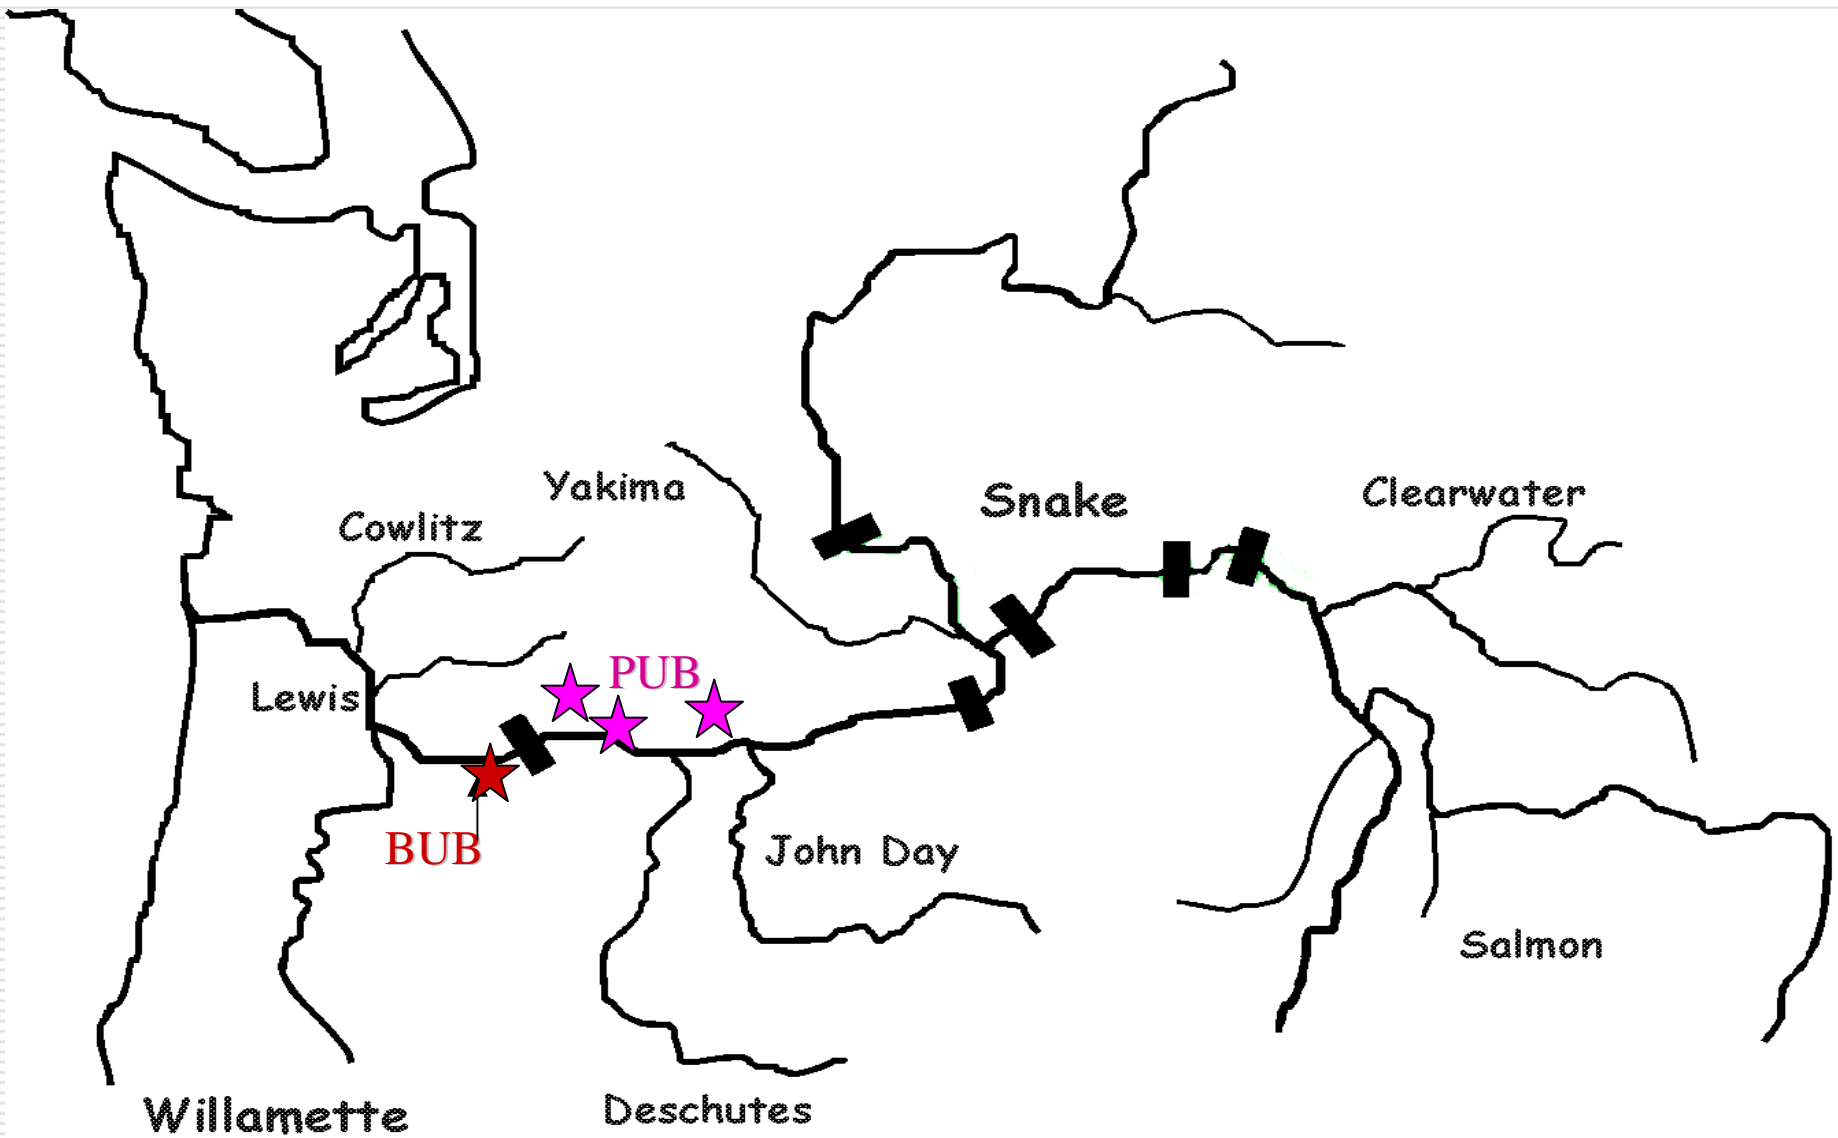 Yakima
Snake
Clearwater
Cowlitz
PUB
Lewis
BUB
John Day
Salmon
Willamette
Deschutes